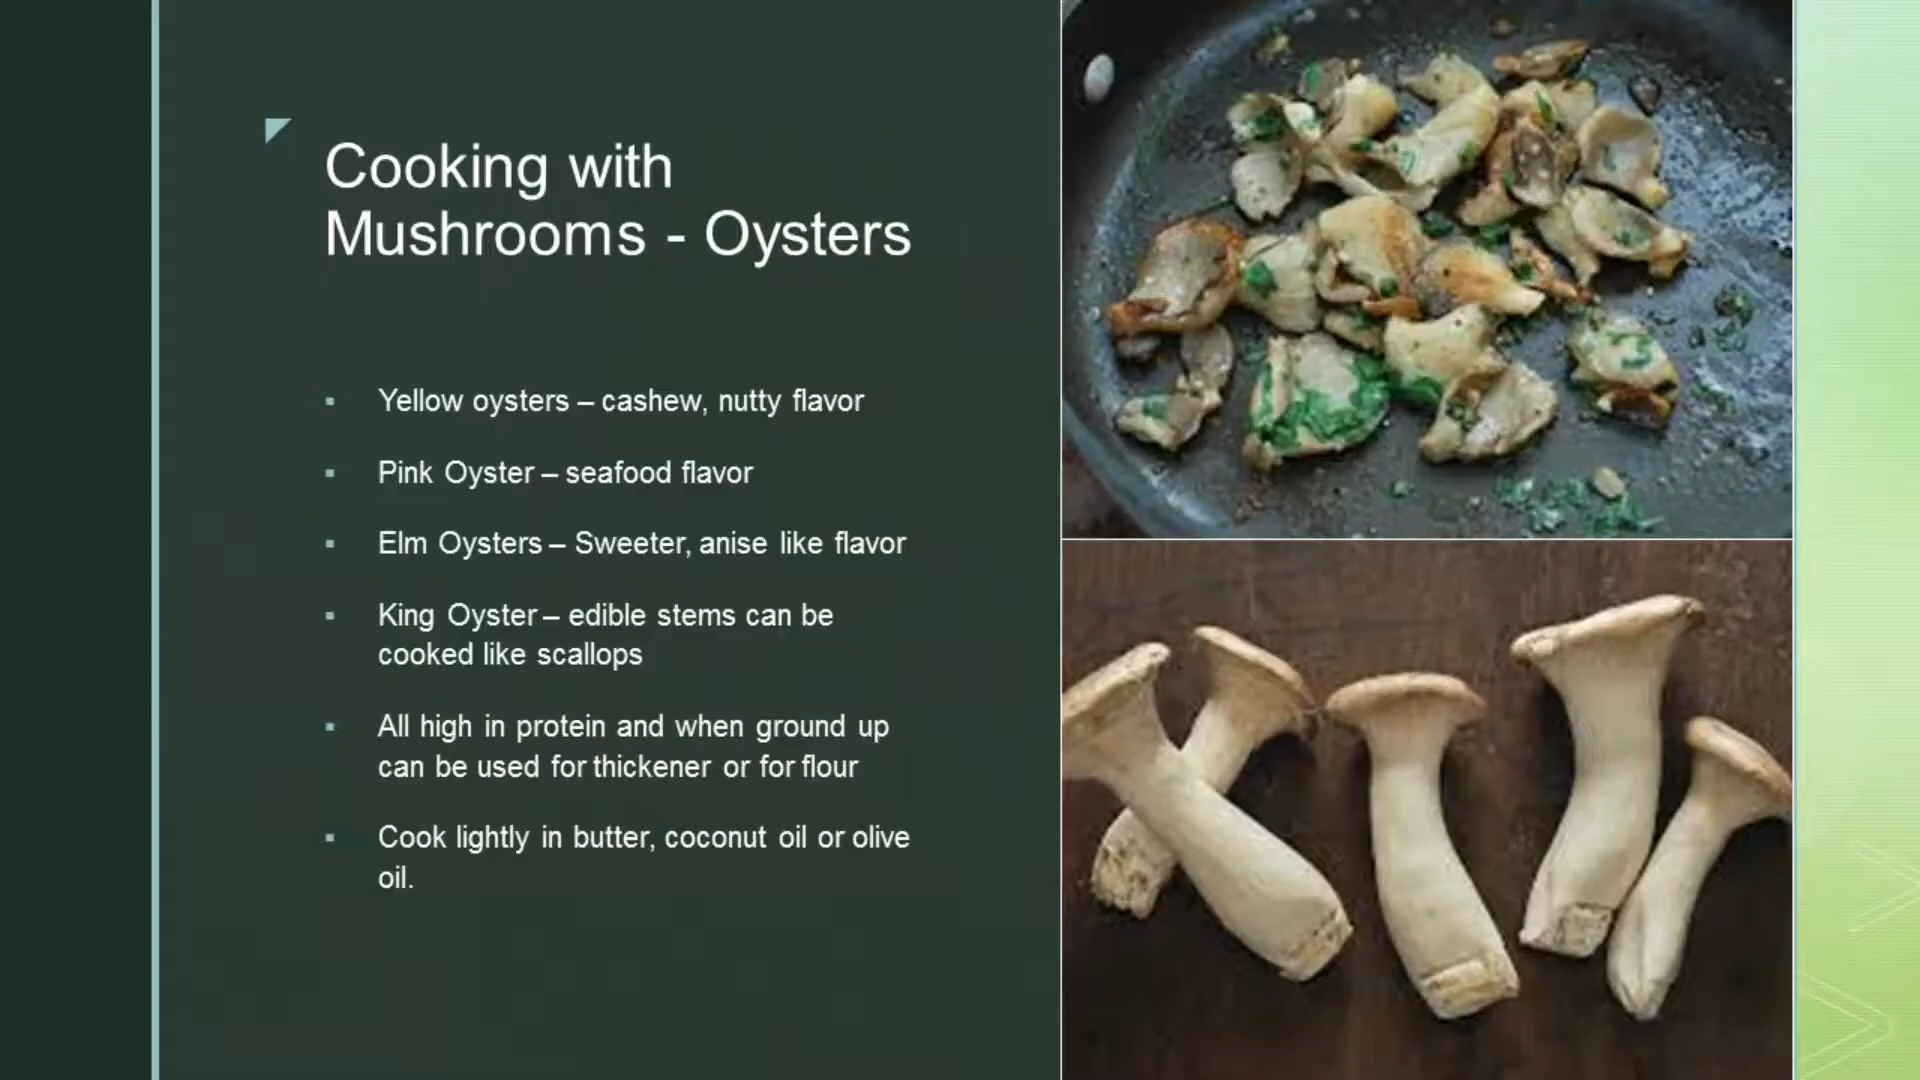 Cooking with
Mushrooms - Oysters
▪ Yellow oysters – cashew, nutty flavor
▪ Pink Oyster – seafood flavor
▪ Elm Oysters – Sweeter, anise like flavor
▪ King Oyster – edible stems can be
cooked like scallops
▪ All high in protein and when ground up
can be used for thickener or for flour
▪ Cook lightly in butter, coconut oil or olive
oil.